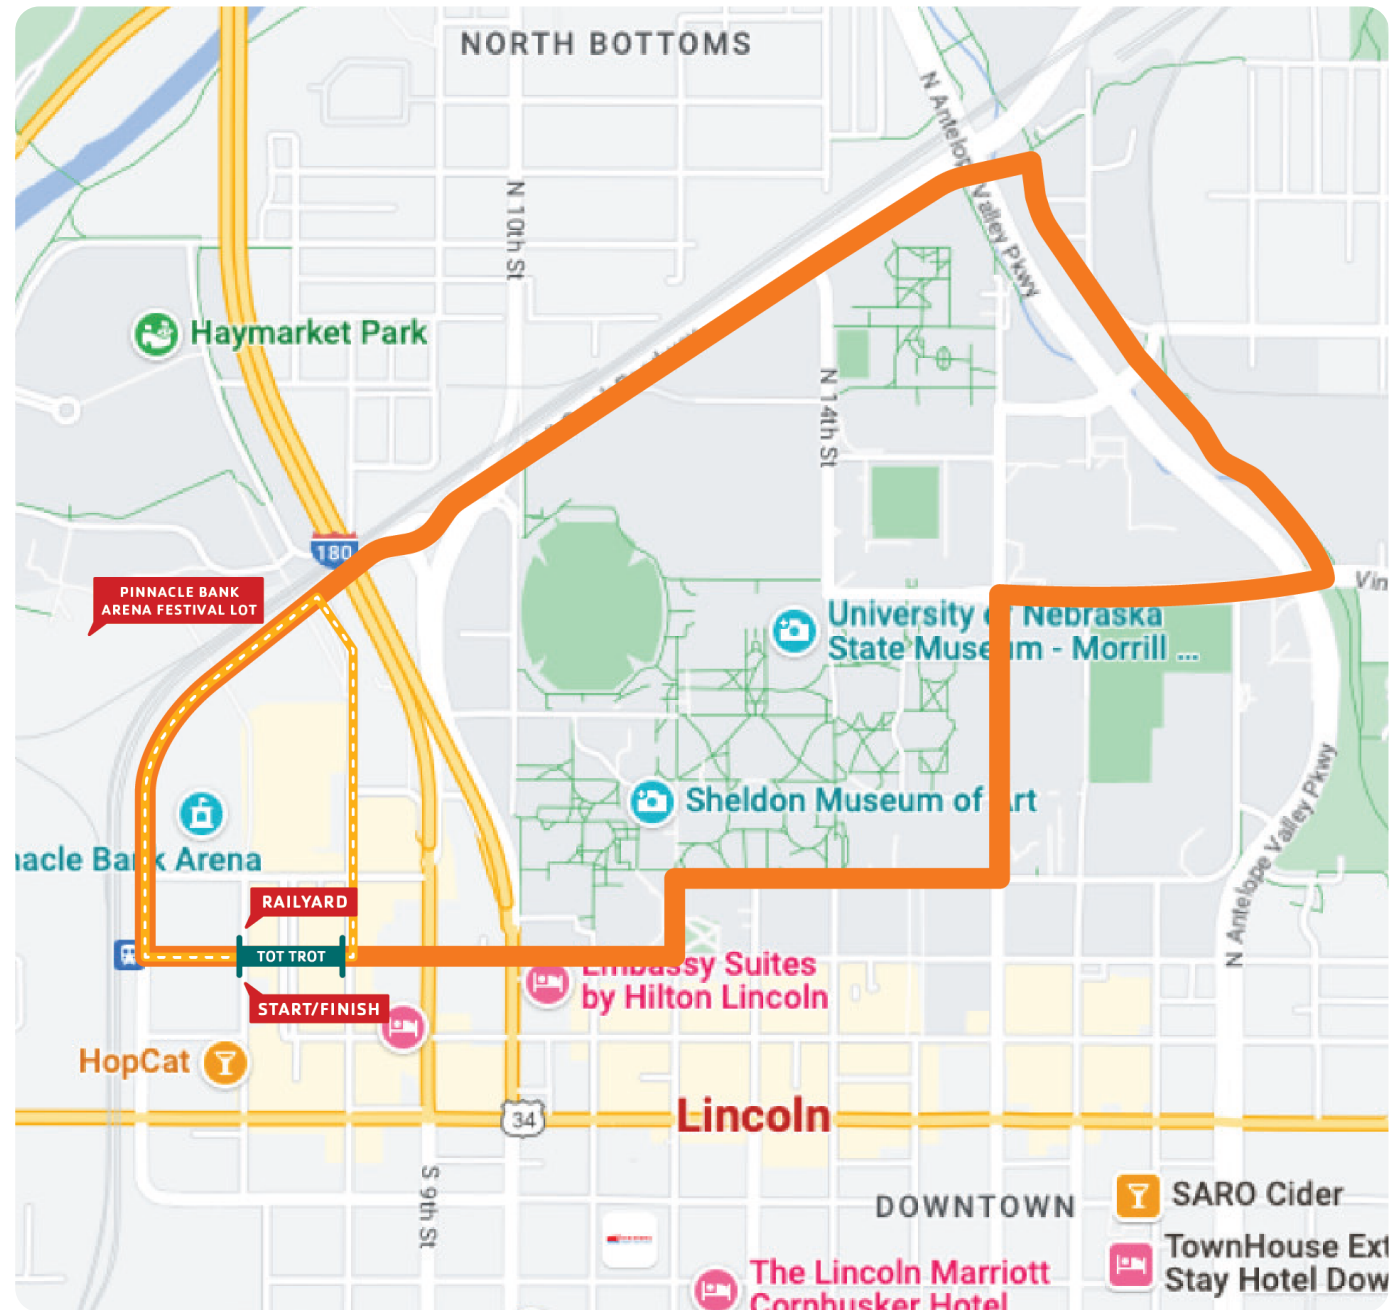 NORTH BOTTOMS
N Antelop
Valley Pkwy
N 10th St
Haymarket Park
N 14th St
180
PINNACLE BANK
ARENA FESTIVAL LOT
Vin
University of Nebraska
State Museum - Morrill ...
Sheldon Museum of Art
N Antelope Valley Pkwy
nacle Bank Arena
RAILYARD
TOT TROT
START/FINISH
Embassy Suites
by Hilton Lincoln
HopCat
34
Lincoln
S 9th St
DOWNTOWN
SARO Cider
TownHouse Ext
Stay Hotel Dow
The Lincoln Marriott
Cornhusker Hotel